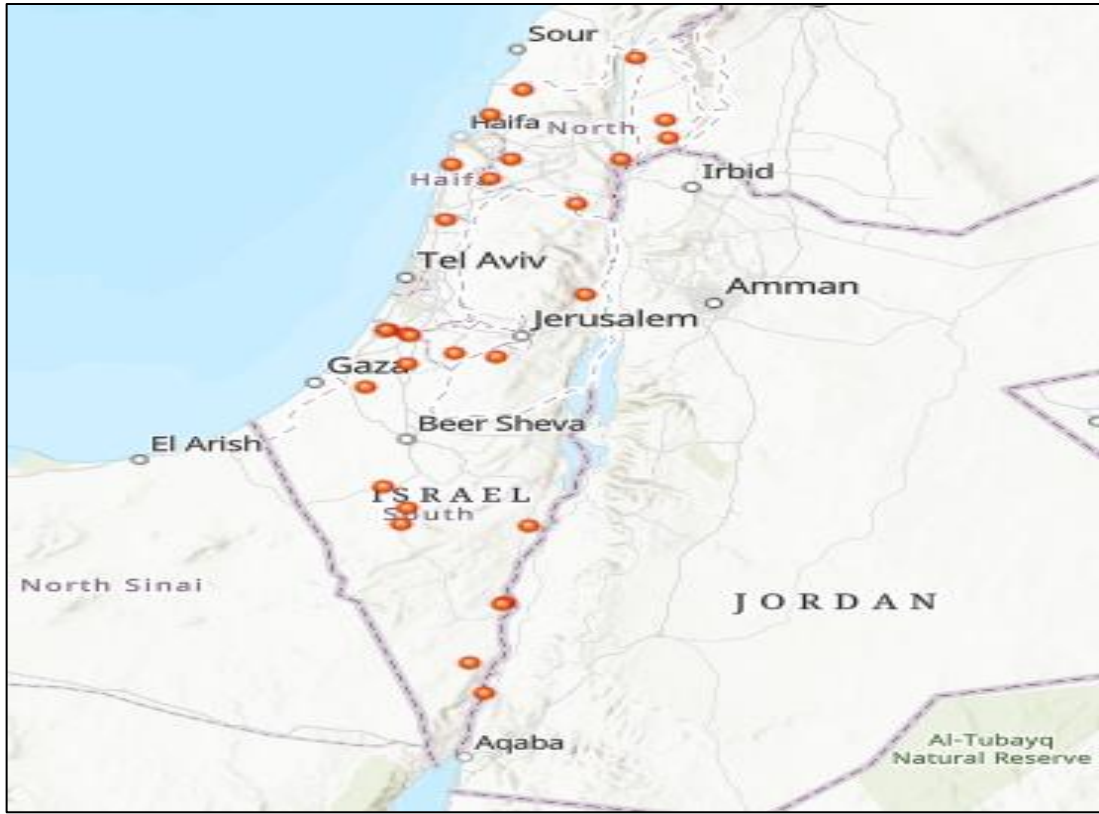 Sour
Haifa
North
Haifa
Irbid
Tel Aviv
Amman
Jerusalem
Gaza
Beer Sheva
El Arish
ISRAEL
South
North Sinai
JORDAN
Aqaba
Al-Tubayq
Natural Reserve